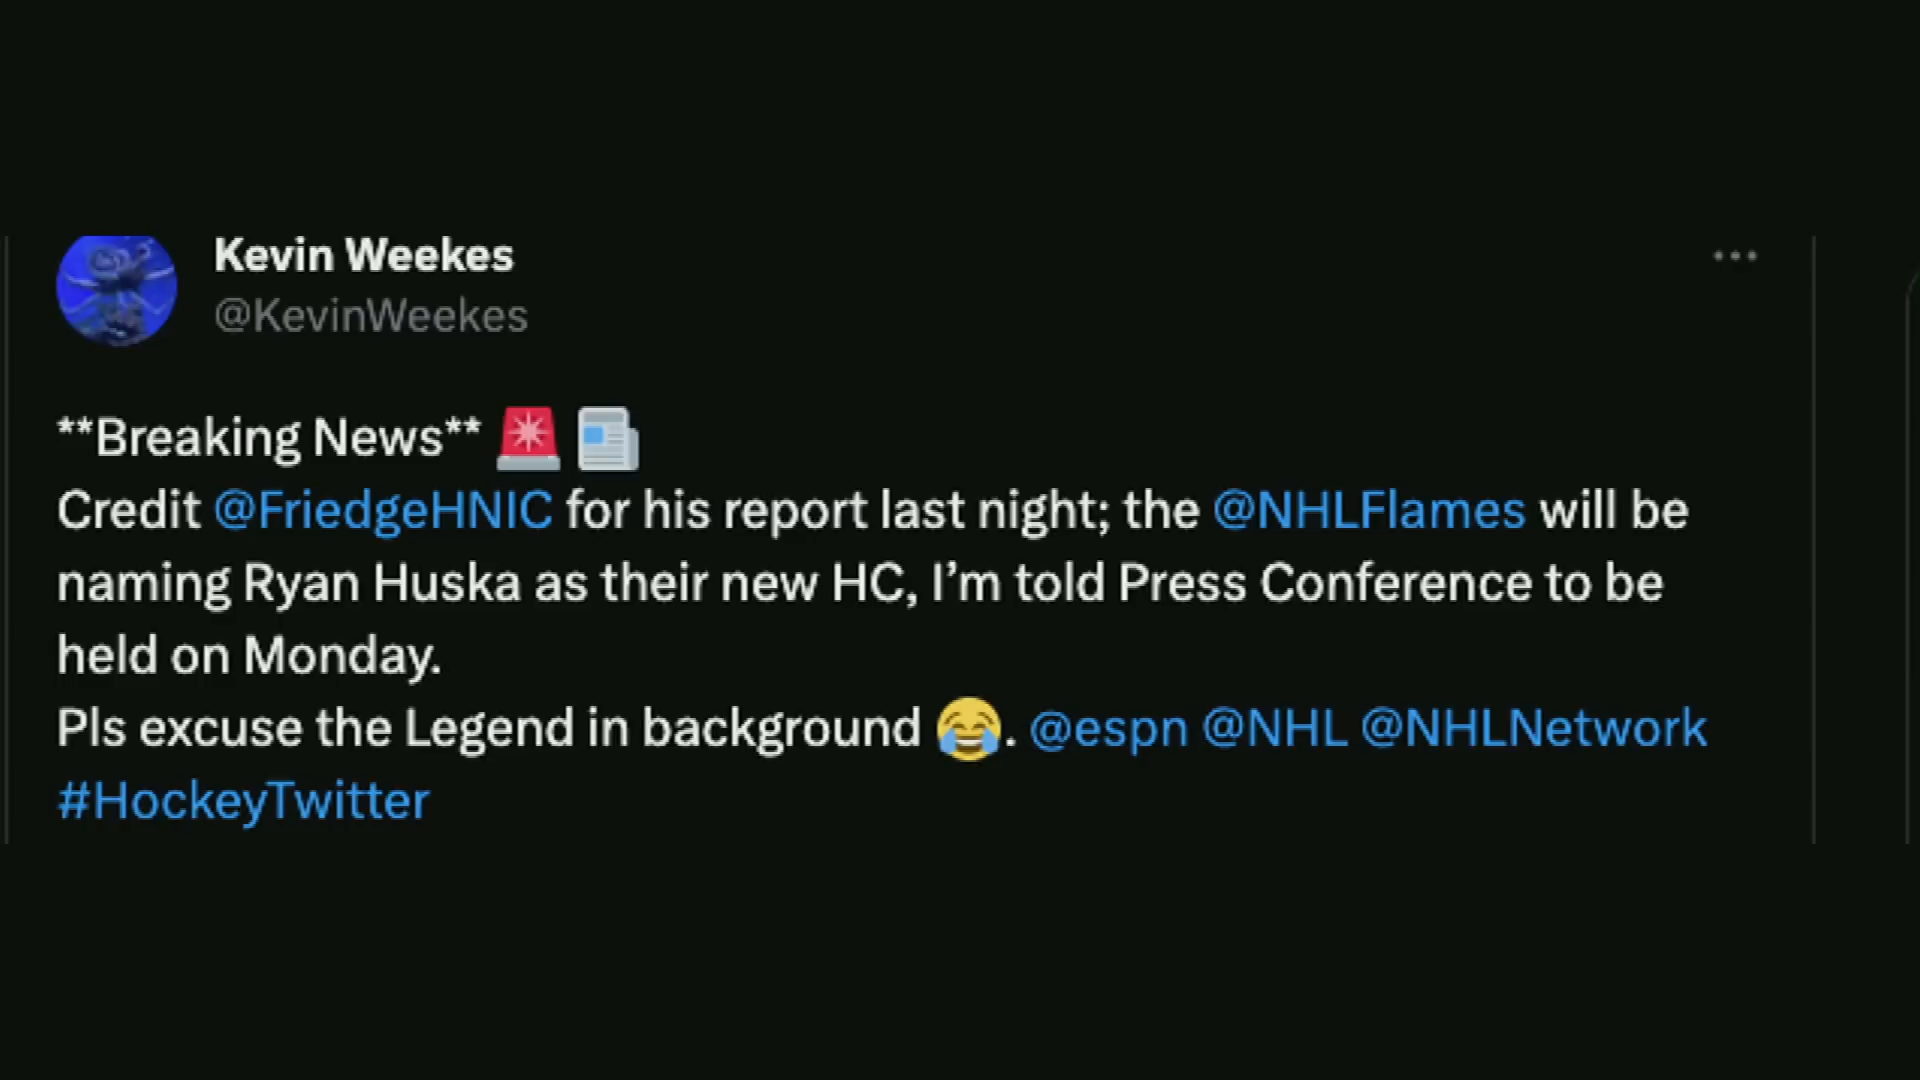 Kevin Weekes
@KevinWeekes
**Breaking News** 🚨 📰
Credit @FriedgeHNIC for his report last night; the @NHLFlames will be
naming Ryan Huska as their new HC, I’m told Press Conference to be
held on Monday.
Pls excuse the Legend in background 😂. @espn @NHL @NHLNetwork
#HockeyTwitter